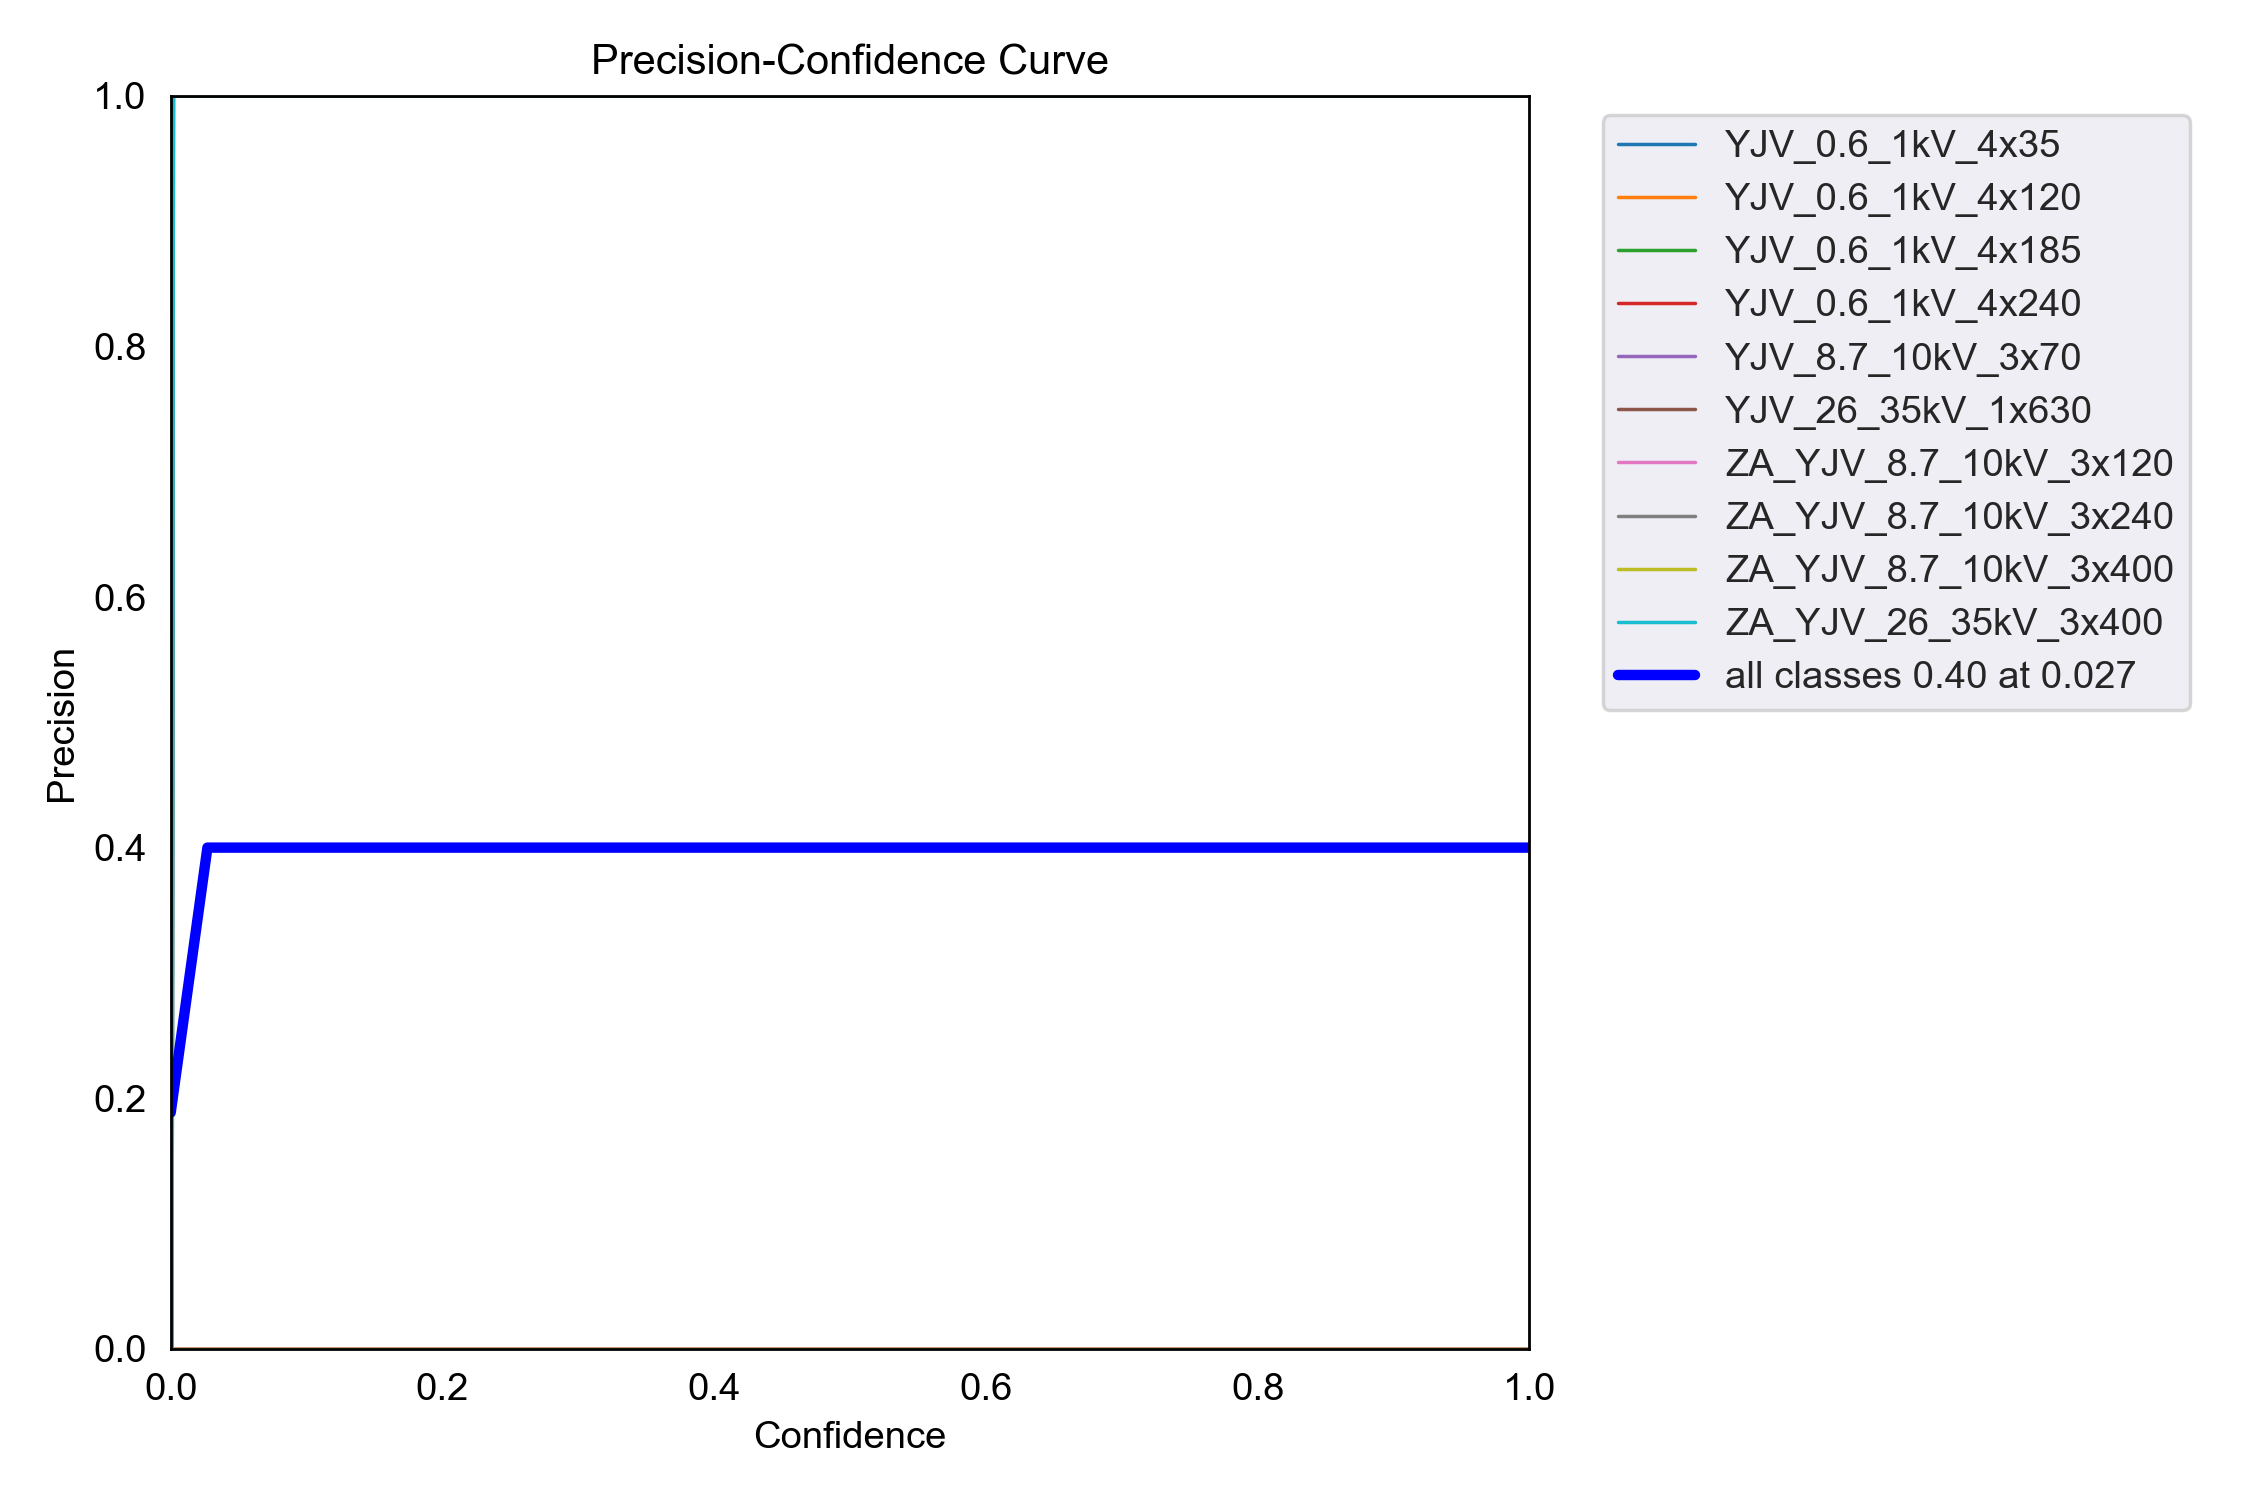 Precision-Confidence Curve
1.0
0.8
0.6
0.4
0.2
0.0
Precision
0.0 0.2 0.4 0.6 0.8 1.0
Confidence
YJV_0.6_1kV_4x35
YJV_0.6_1kV_4x120
YJV_0.6_1kV_4x185
YJV_0.6_1kV_4x240
YJV_8.7_10kV_3x70
YJV_26_35kV_1x630
ZA_YJV_8.7_10kV_3x120
ZA_YJV_8.7_10kV_3x240
ZA_YJV_8.7_10kV_3x400
ZA_YJV_26_35kV_3x400
all classes 0.40 at 0.027